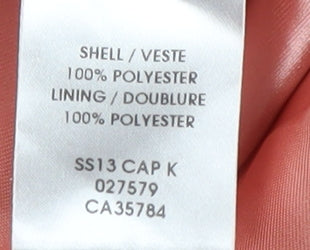 SHELL / VESTE
100% POLYESTER
LINING / DOUBLURE
100% POLYESTER
SS13 CAP K
027579
CA35784